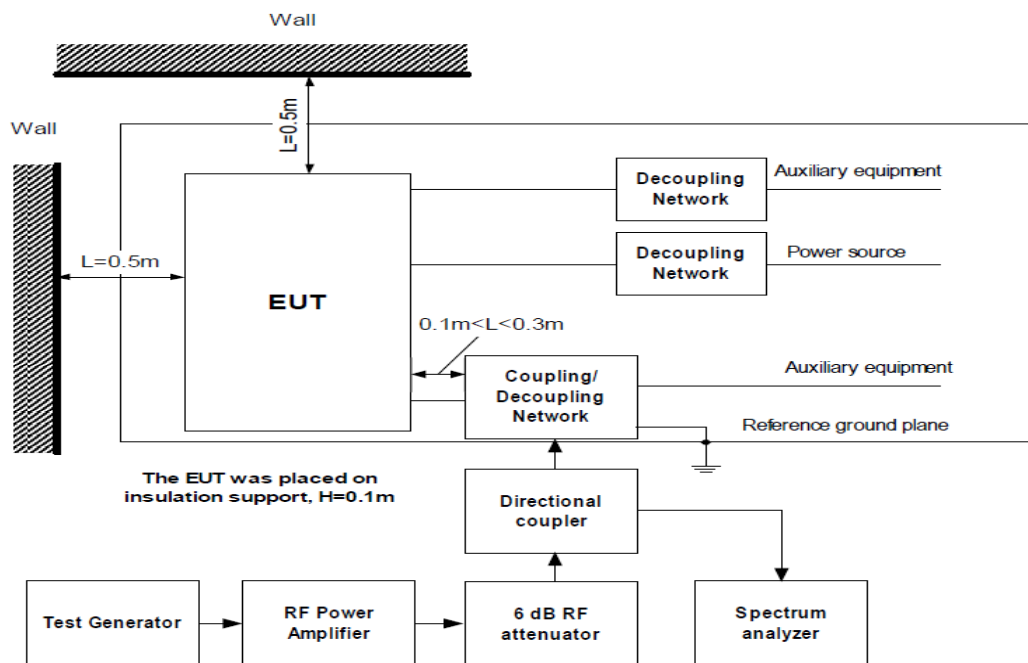 Wall
Wall
L=0.5m
Decoupling
Network
Auxiliary equipment
L=0.5m
Decoupling
Network
Power source
EUT
0.1m<L<0.3m
Coupling/
Decoupling
Network
Auxiliary equipment
Reference ground plane
The EUT was placed on
insulation support, H=0.1m
Directional
coupler
Test Generator
RF Power
Amplifier
6 dB RF
attenuator
Spectrum
analyzer